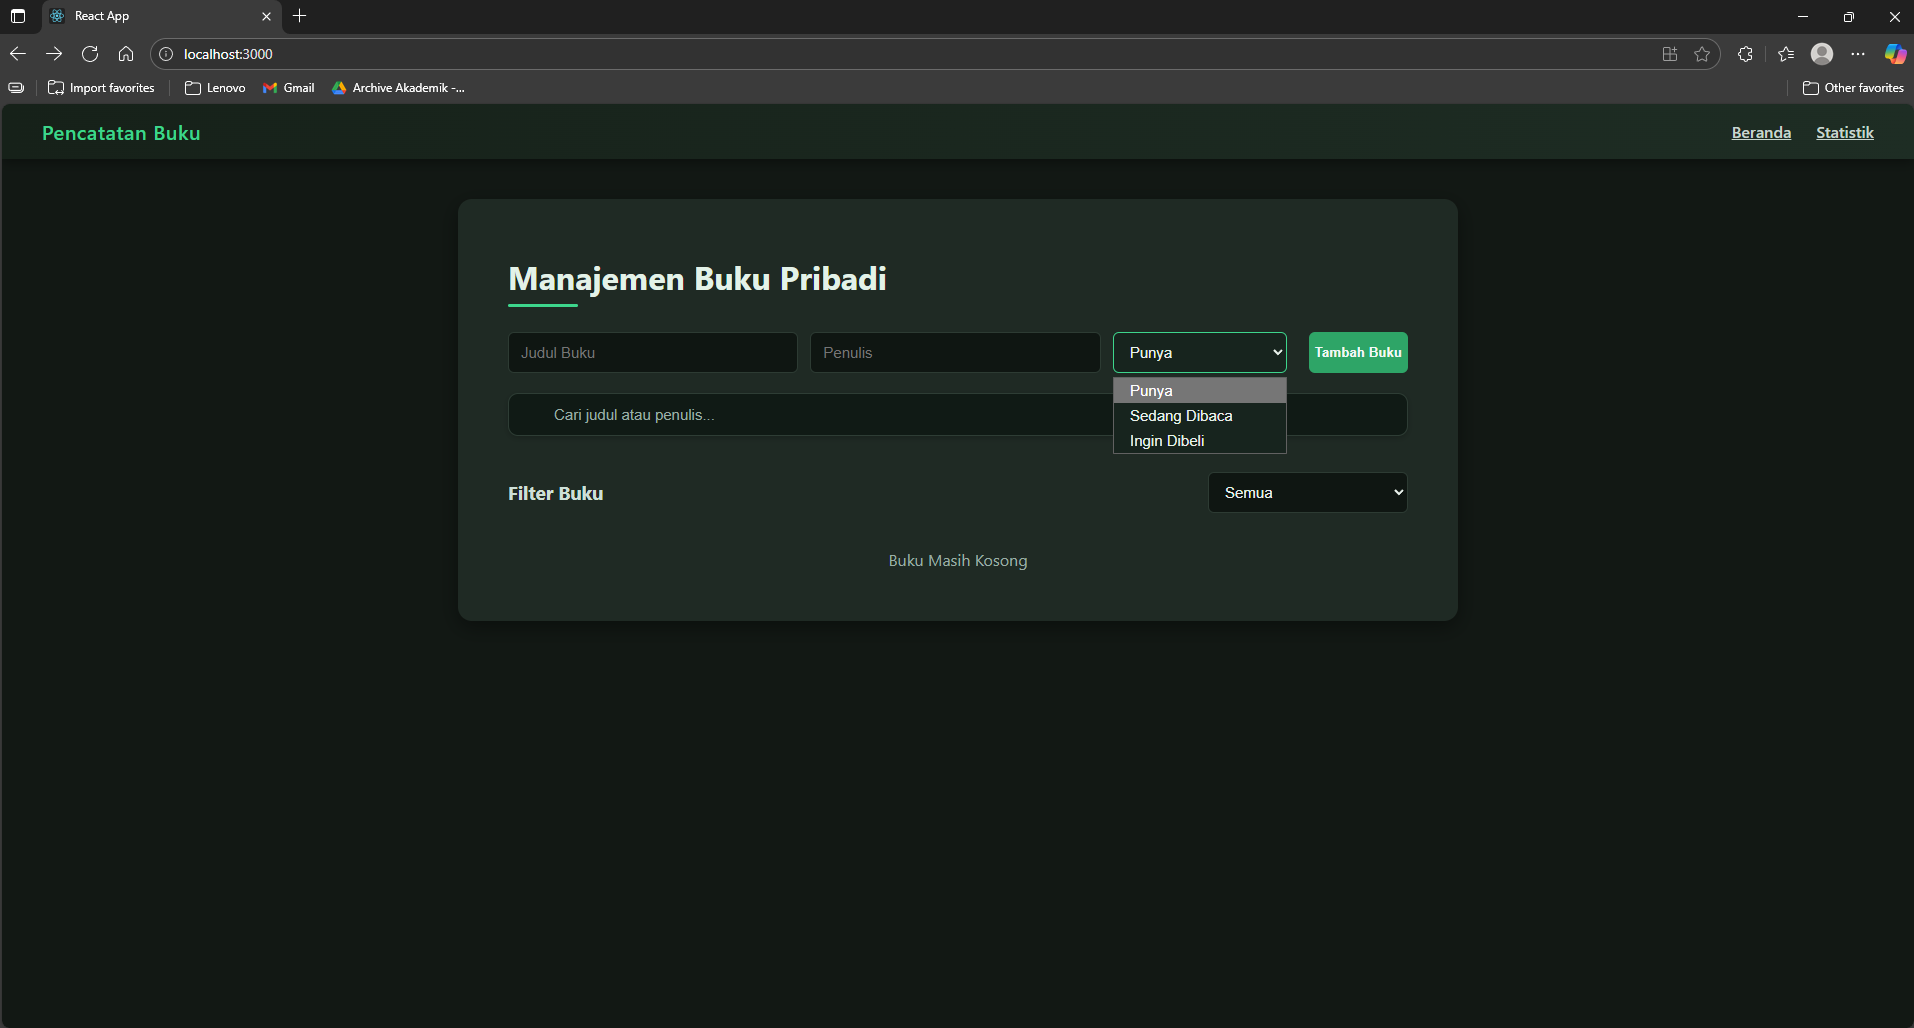 React App
localhost:3000
Import favorites
Lenovo
Gmail
Archive Akademik -...
Other favorites
Pencatatan Buku
Beranda
Statistik
Manajemen Buku Pribadi
Judul Buku
Penulis
Punya
Tambah Buku
Punya
Sedang Dibaca
Ingin Dibeli
Cari judul atau penulis...
Filter Buku
Semua
Buku Masih Kosong